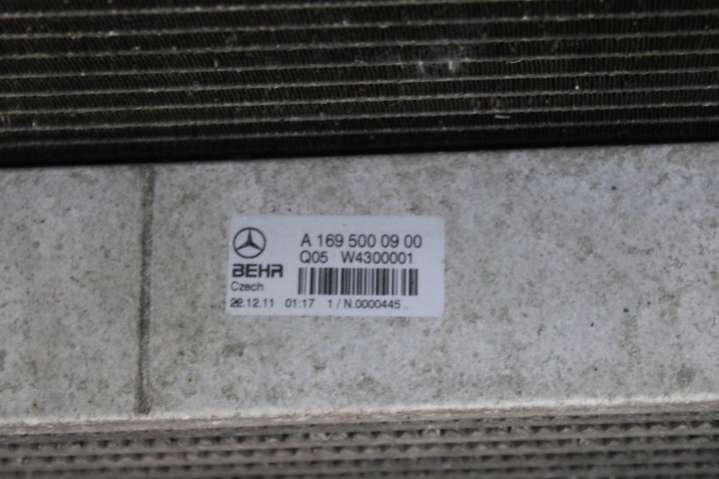 A 169 500 09 00
Q05 W4300001
BEHR
Czech
22.12.11 01:17 1 / N.0000445